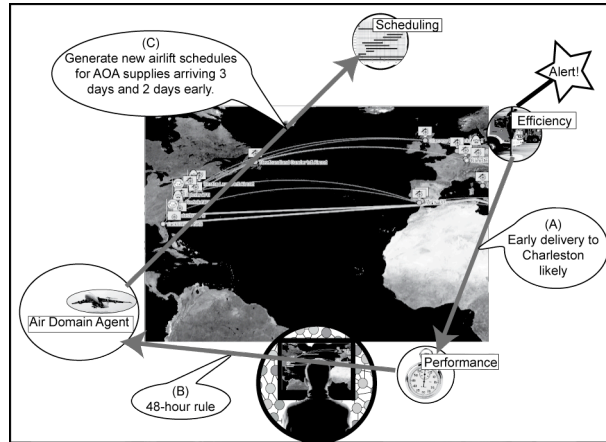 (C)
Generate new airlift schedules
for AOA supplies arriving 3
days and 2 days early.
Scheduling
Alert!
Efficiency
(A)
Early delivery to
Charleston
likely
Air Domain Agent
Performance
(B)
48-hour rule